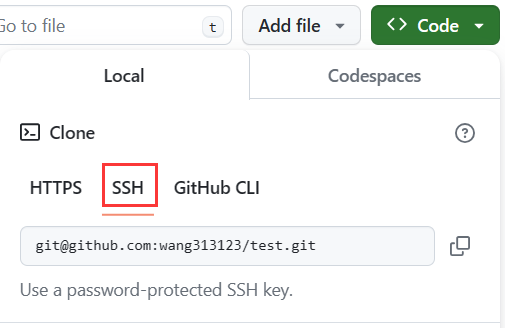 Go to file t Add file Code
Local Codespaces
Clone
HTTPS SSH GitHub CLI
git@github.com:wang313123/test.git
Use a password-protected SSH key.